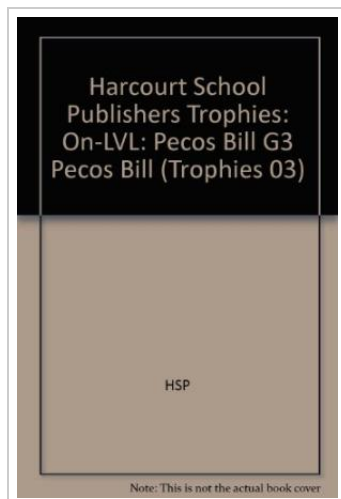 Harcourt School
Publishers Trophies:
On-LVL: Pecos Bill G3
Pecos Bill (Trophies 03)
HSP
Note: This is not the actual book cover